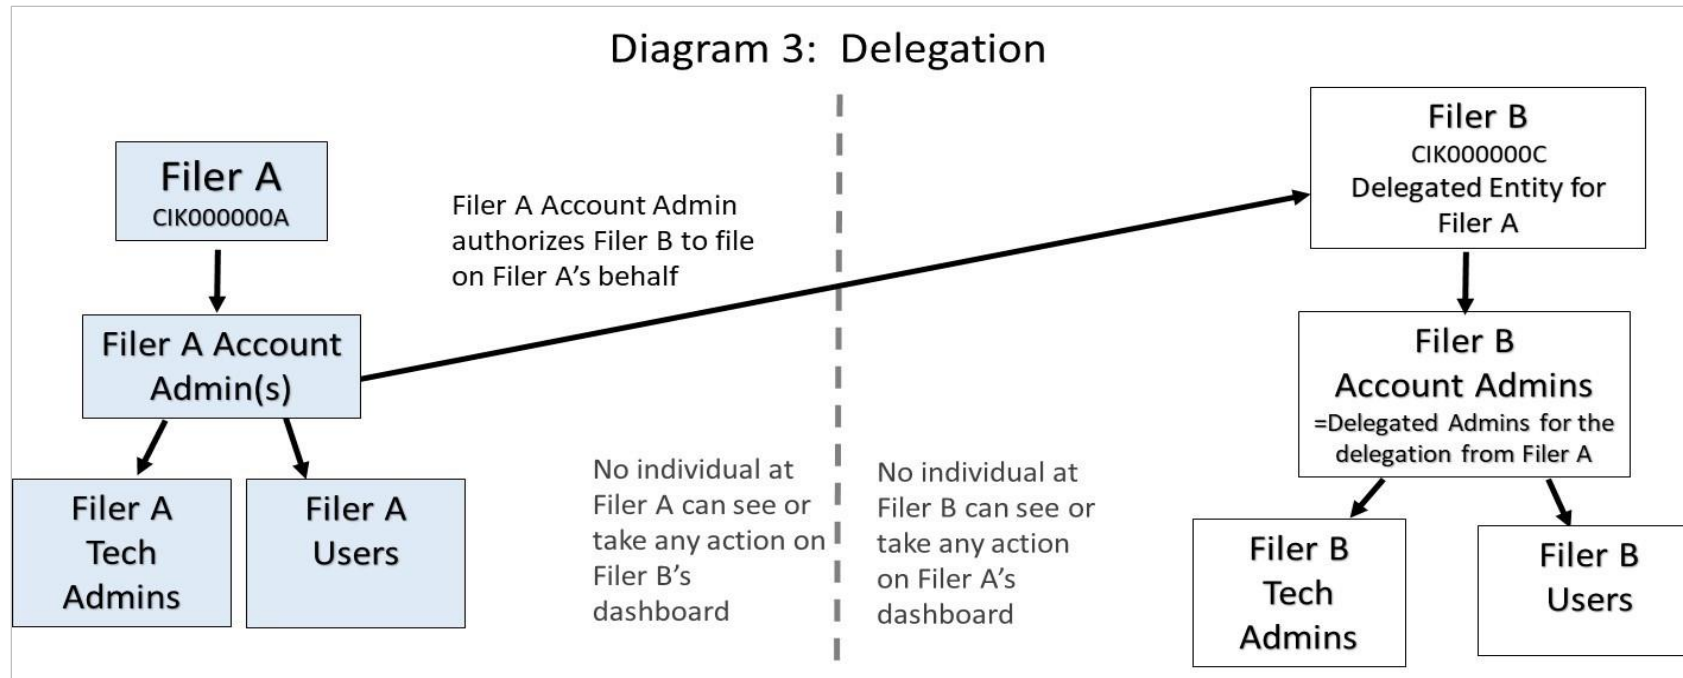 Diagram 3: Delegation
Filer A
CIK000000A
Filer A Account Admin
authorizes Filer B to file
on Filer A's behalf
Filer B
CIK000000C
Delegated Entity for
Filer A
Filer A Account
Admin(s)
Filer B
Account Admins
=Delegated Admins for the
delegation from Filer A
Filer A
Tech
Admins
Filer A
Users
No individual at
Filer A can see or
take any action on
Filer B's
dashboard
No individual at
Filer B can see or
take any action
on Filer A's
dashboard
Filer B
Tech
Admins
Filer B
Users